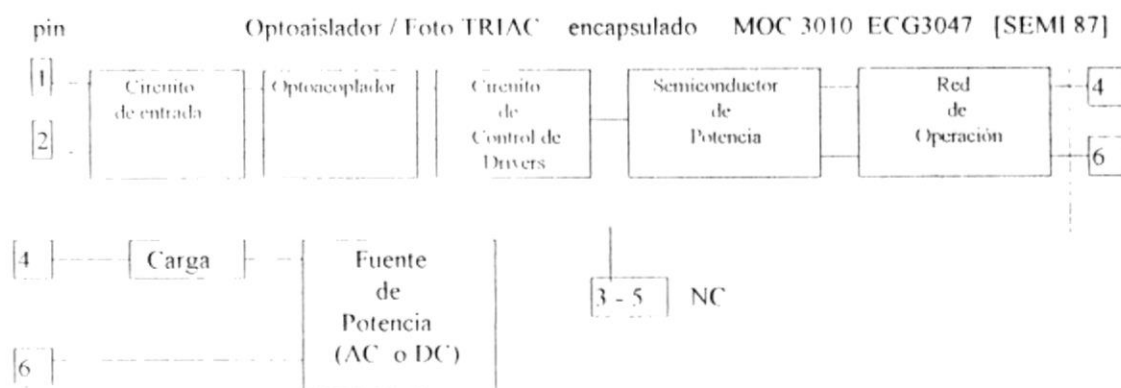 pin Optoaislador / Foto TRIAC encapsulado MOC 3010 ECG3047 [SEMI 87]
1
2
Circuito
de entrada
Optoacoplador
Circuito
de
Control de
Drivers
Semiconductor
de
Potencia
Red
de
Operación
4
6
4
Carga
Fuente
de
Potencia
(AC o DC)
6
3 - 5 NC